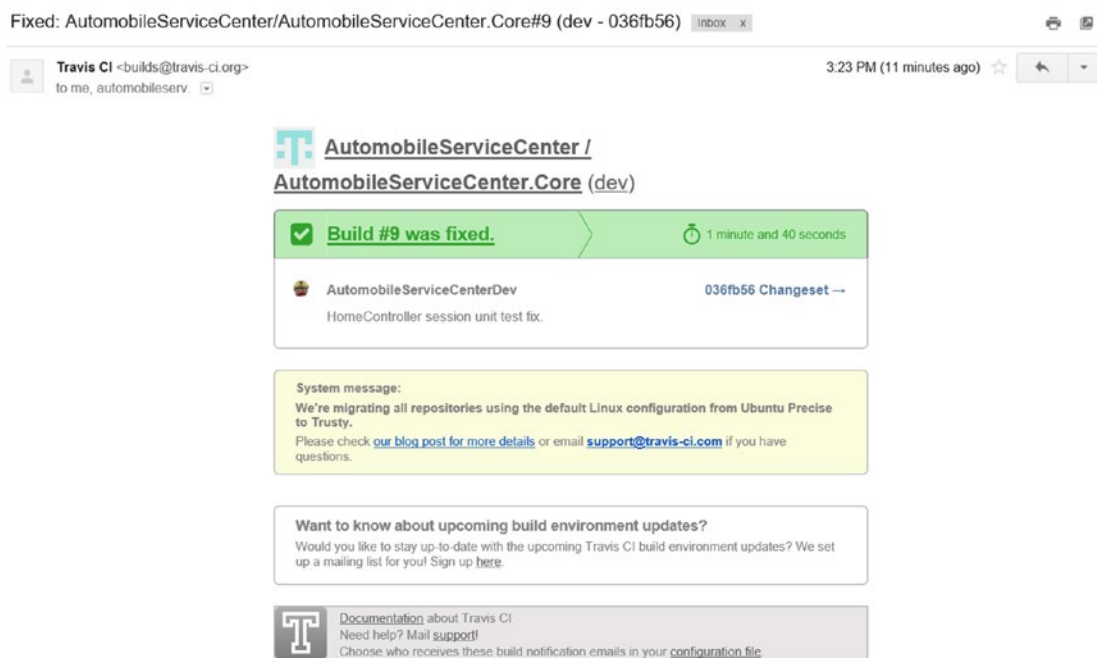 Fixed: AutomobileServiceCenter/AutomobileServiceCenter.Core#9 (dev - 036fb56) Inbox x
Travis CI <builds@travis-ci.org>
3:23 PM (11 minutes ago)
to me, automobileserv.
AutomobileServiceCenter /
AutomobileServiceCenter.Core (dev)
Build #9 was fixed.
1 minute and 40 seconds
AutomobileServiceCenterDev
036fb56 Changeset →
HomeController session unit test fix.
System message:
We're migrating all repositories using the default Linux configuration from Ubuntu Precise
to Trusty.
Please check our blog post for more details or email support@travis-ci.com if you have
questions.
Want to know about upcoming build environment updates?
Would you like to stay up-to-date with the upcoming Travis CI build environment updates? We set
up a mailing list for you! Sign up here.
Documentation about Travis CI
Need help? Mail support!
Choose who receives these build notification emails in your configuration file.